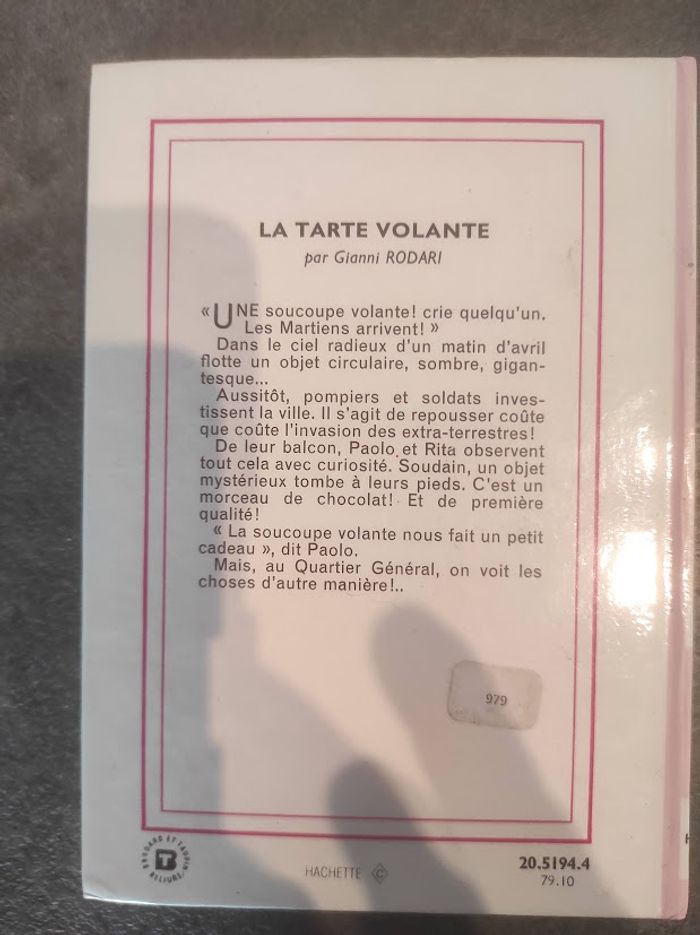 LA TARTE VOLANTE
par Gianni RODARI
« UNE soucoupe volante! crie quelqu'un.
Les Martiens arrivent! »
Dans le ciel radieux d'un matin d'avril
flotte un objet circulaire, sombre, gigan-
tesque...
Aussitôt, pompiers et soldats inves-
tissent la ville. Il s'agit de repousser coûte
que coûte l'invasion des extra-terrestres!
De leur balcon, Paolo et Rita observent
tout cela avec curiosité. Soudain, un objet
mystérieux tombe à leurs pieds. C'est un
morceau de chocolat! Et de première
qualité!
« La soucoupe volante nous fait un petit
cadeau », dit Paolo.
Mais, au Quartier Général, on voit les
choses d'autre manière!..
979
BRODARD ET TAUPIN
RELIURE
HACHETTE C
20.5194.4
79.10